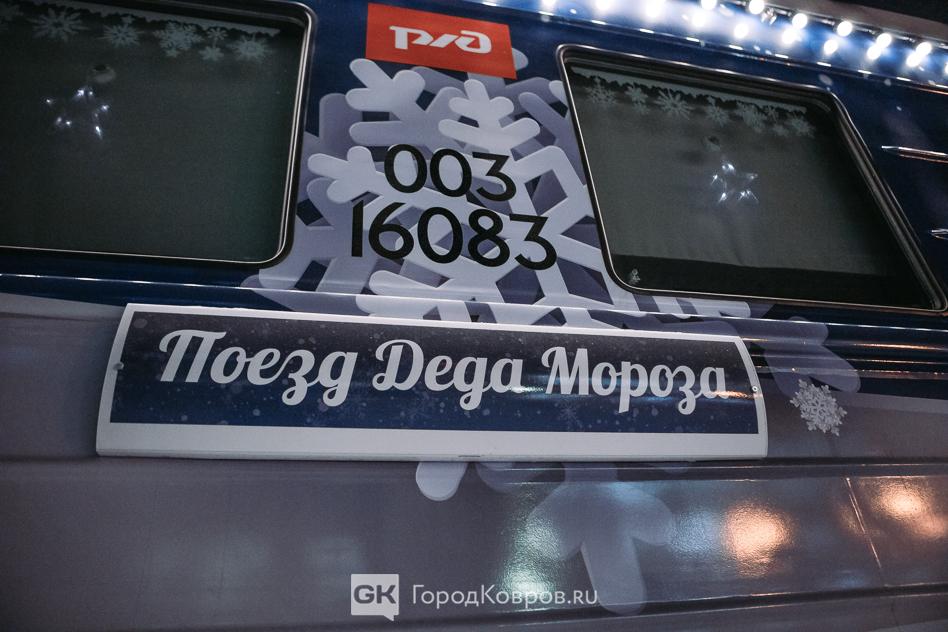 РЖД
003
16083
Поезд Деда Мороза
GK ГородКовров.ru